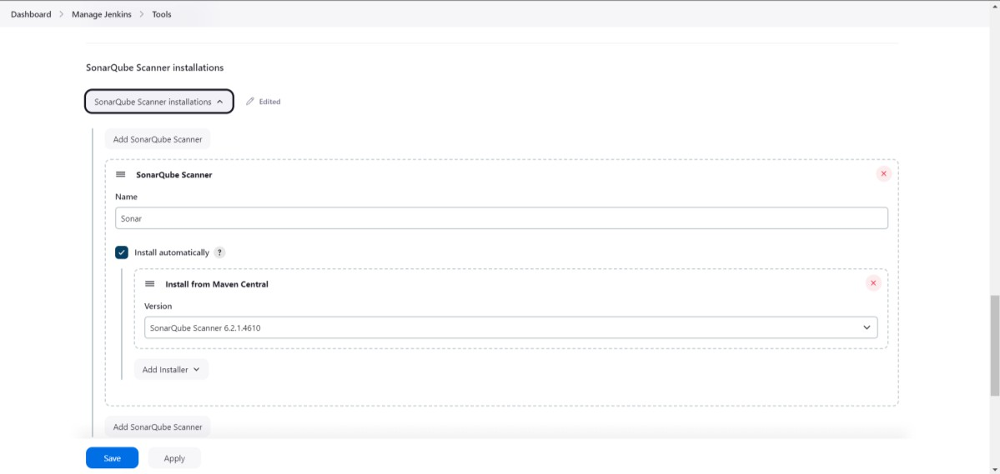 Dashboard > Manage Jenkins > Tools
SonarQube Scanner installations
SonarQube Scanner installations Edited
Add SonarQube Scanner
SonarQube Scanner
Name
Sonar
Install automatically ?
Install from Maven Central
Version
SonarQube Scanner 6.2.1.4610
Add Installer
Add SonarQube Scanner
Save Apply